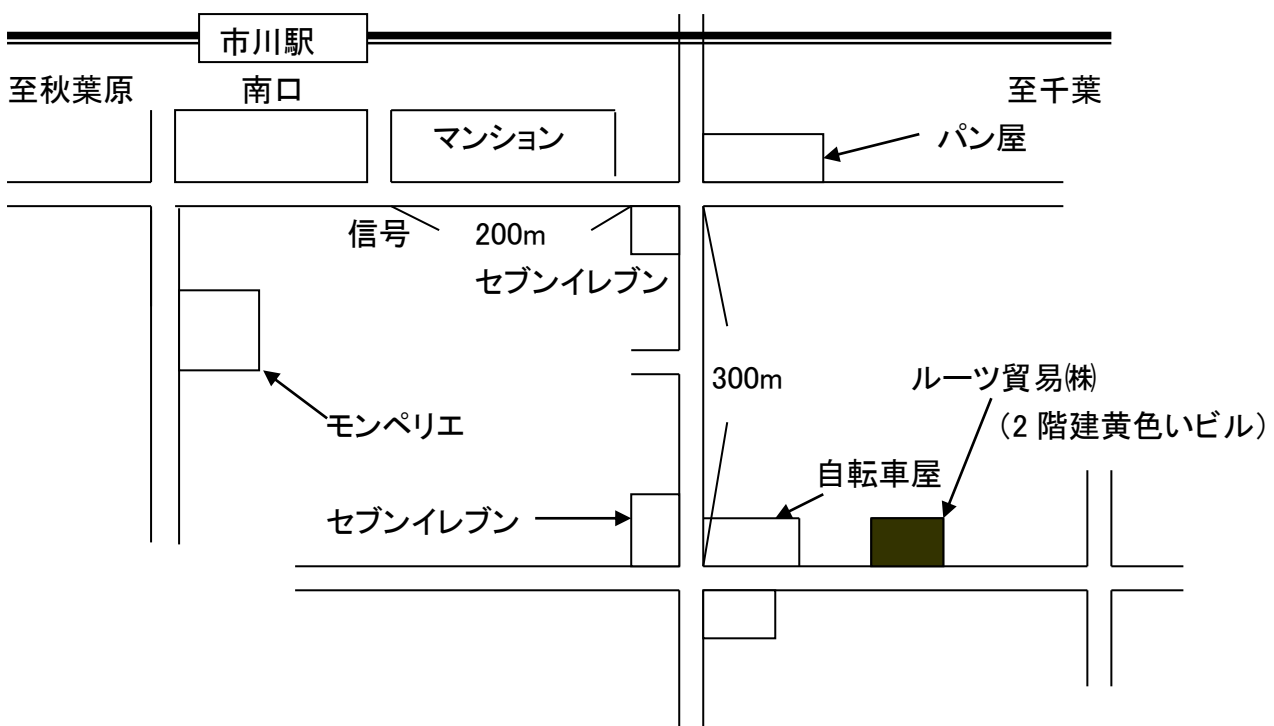 市川駅
至秋葉原
南口
至千葉
マンション
パン屋
信号
200m
セブンイレブン
300m
ルーツ貿易㈱
（2 階建黄色いビル）
モンペリエ
自転車屋
セブンイレブン